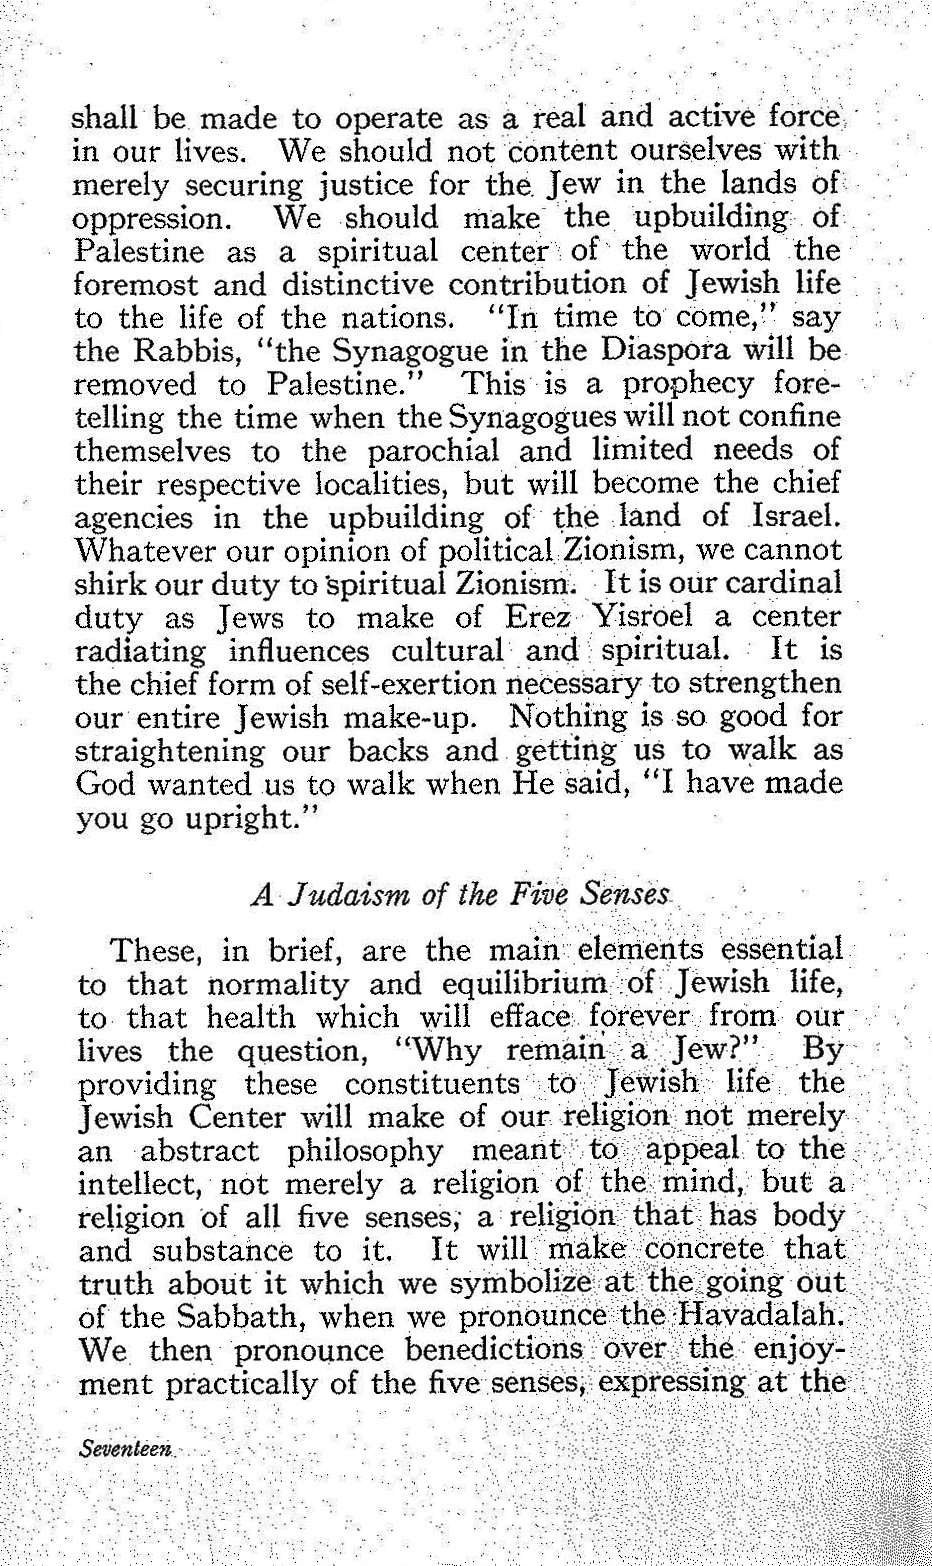 shall be made to operate as a real and active force
in our lives. We should not content ourselves with
merely securing justice for the Jew in the lands of
oppression. We should make the upbuilding of
Palestine as a spiritual center of the world the
foremost and distinctive contribution of Jewish life
to the life of the nations. “In time to come,” say
the Rabbis, “the Synagogue in the Diaspora will be
removed to Palestine.” This is a prophecy fore-
telling the time when the Synagogues will not confine
themselves to the parochial and limited needs of
their respective localities, but will become the chief
agencies in the upbuilding of the land of Israel.
Whatever our opinion of political Zionism, we cannot
shirk our duty to spiritual Zionism. It is our cardinal
duty as Jews to make of Erez Yisroel a center
radiating influences cultural and spiritual. It is
the chief form of self-exertion necessary to strengthen
our entire Jewish make-up. Nothing is so good for
straightening our backs and getting us to walk as
God wanted us to walk when He said, “I have made
you go upright.”
A Judaism of the Five Senses
These, in brief, are the main elements essential
to that normality and equilibrium of Jewish life,
to that health which will efface forever from our
lives the question, “Why remain a Jew?” By
providing these constituents to Jewish life the
Jewish Center will make of our religion not merely
an abstract philosophy meant to appeal to the
intellect, not merely a religion of the mind, but a
religion of all five senses, a religion that has body
and substance to it. It will make concrete that
truth about it which we symbolize at the going out
of the Sabbath, when we pronounce the Havadalah.
We then pronounce benedictions over the enjoy-
ment practically of the five senses, expressing at the
Seventeen